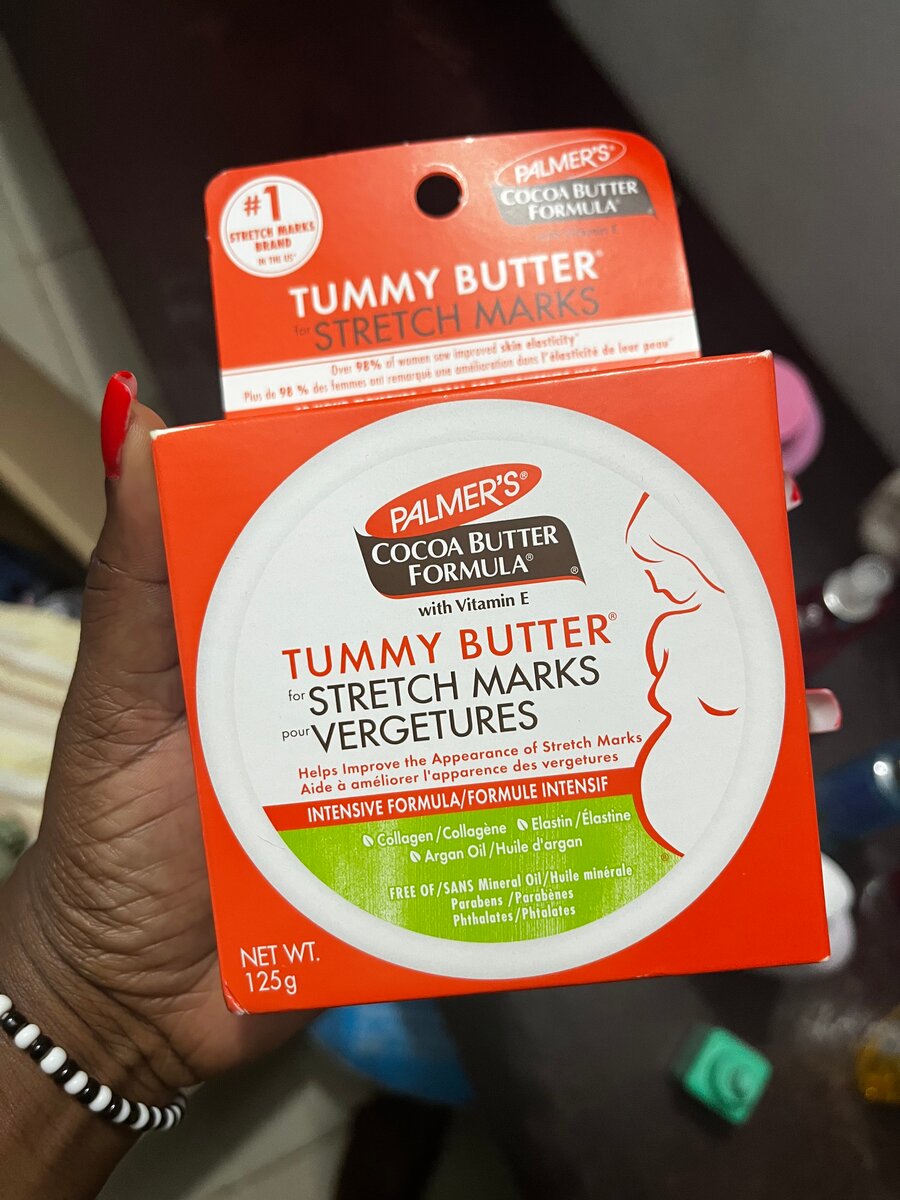 #1
STRETCH MARKS
BRAND
IN THE US*
PALMER'S®
COCOA BUTTER
FORMULA®
with Vitamin E
TUMMY BUTTER®
for STRETCH MARKS
Over 98% of women saw improved skin elasticity*
Plus de 98 % des femmes ont remarqué une amélioration dans l'élasticité de leur peau*
PALMER'S®
COCOA BUTTER
FORMULA®
®
with Vitamin E
TUMMY BUTTER®
for STRETCH MARKS
pour VERGETURES
Helps Improve the Appearance of Stretch Marks
Aide à améliorer l'apparence des vergetures
INTENSIVE FORMULA/FORMULE INTENSIF
Collagen/Collagène Elastin/Élastine
Argan Oil/Huile d'argan
FREE OF/SANS Mineral Oil/Huile minérale
Parabens/Parabènes
Phthalates/Phtalates
®
NET WT.
125g